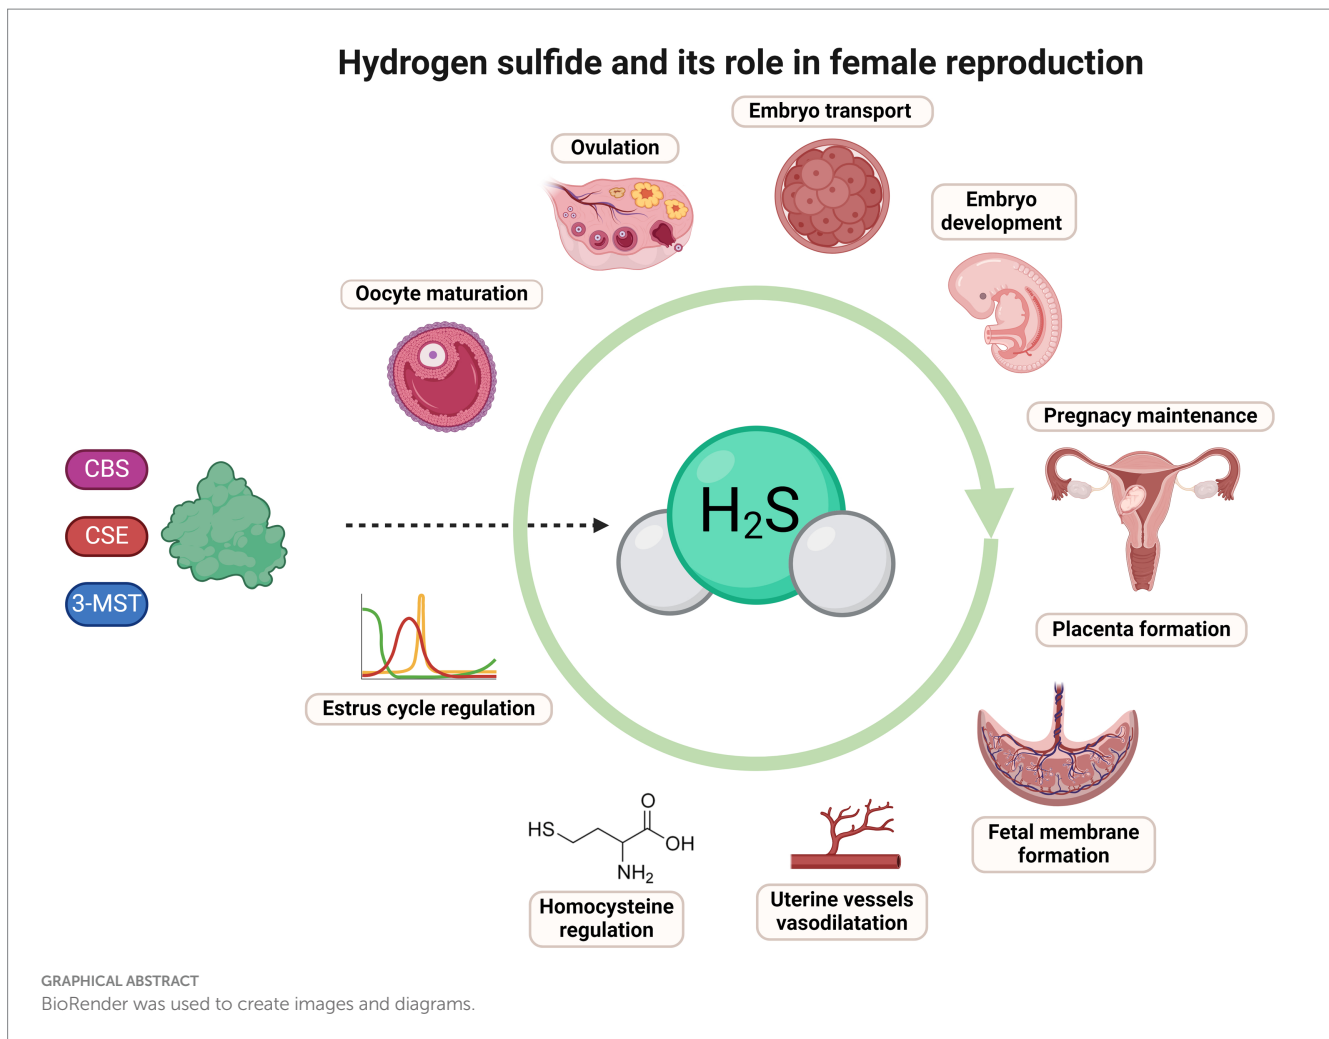 Hydrogen sulfide and its role in female reproduction
Embryo transport
Ovulation
Embryo
development
Oocyte maturation
Pregnacy maintenance
CBS
CSE
3-MST
H₂S
Placenta formation
Estrus cycle regulation
Fetal membrane
formation
HS
O
OH
NH₂
Homocysteine
regulation
Uterine vessels
vasodilatation
GRAPHICAL ABSTRACT
BioRender was used to create images and diagrams.